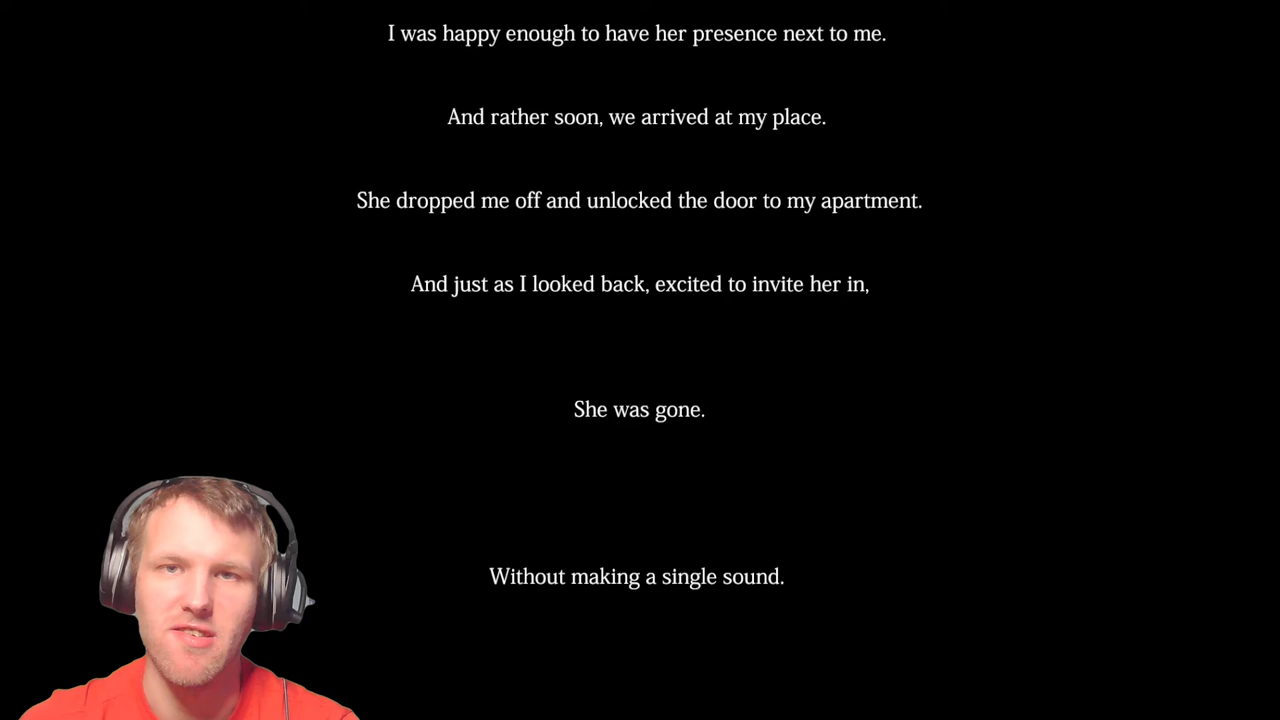 I was happy enough to have her presence next to me.
And rather soon, we arrived at my place.
She dropped me off and unlocked the door to my apartment.
And just as I looked back, excited to invite her in,
She was gone.
Without making a single sound.